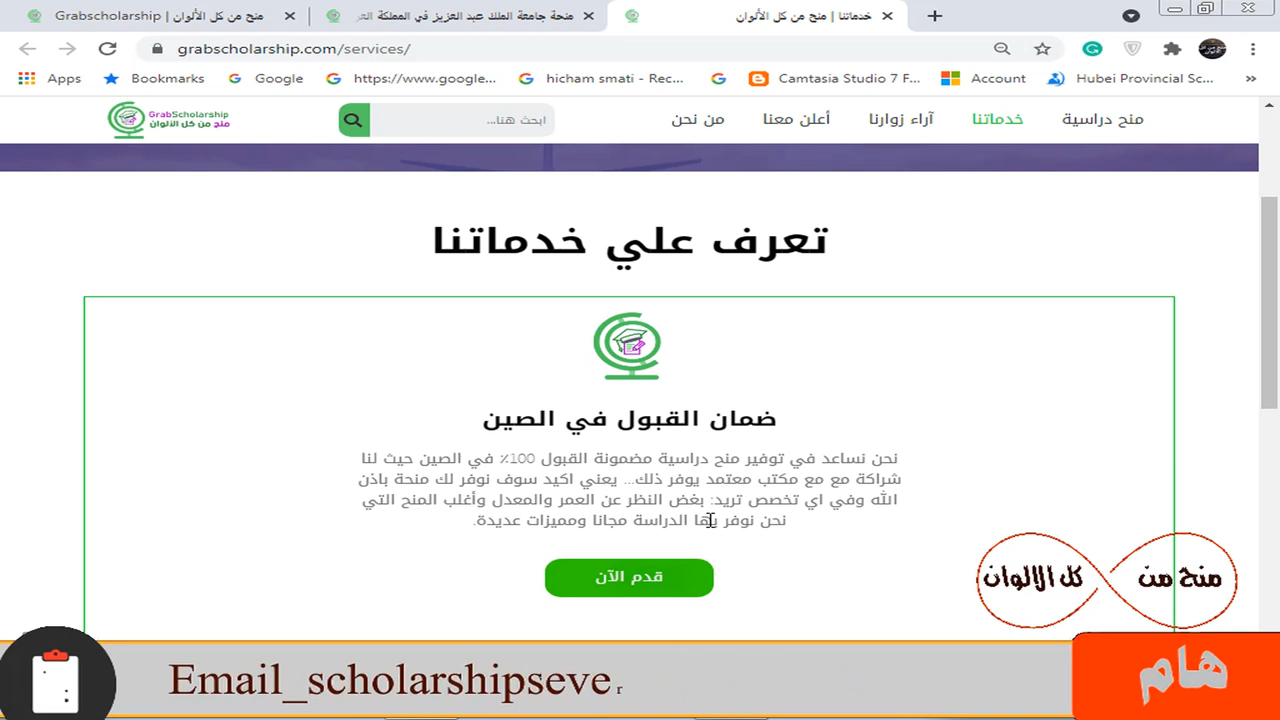 Grabscholarship | منح من كل الألوان
منحة جامعة الملك عبد العزيز في المملكة العر
خدماتنا | منح من كل الألوان
grabscholarship.com/services/
Apps
Bookmarks
Google
https://www.google...
hicham smati - Rec...
Camtasia Studio 7 F...
Account
Hubei Provincial Sc...
»
GrabScholarship
منح من كل الألوان
ابحث هنا...
منح دراسية
خدماتنا
آراء زوارنا
أعلن معنا
من نحن
تعرف علي خدماتنا
ضمان القبول في الصين
نحن نساعد في توفير منح دراسية مضمونة القبول 100٪ في الصين حيث لنا
شراكة مع مع مكتب معتمد يوفر ذلك... يعني اكيد سوف نوفر لك منحة باذن
الله وفي اي تخصص تريد: بغض النظر عن العمر والمعدل وأغلب المنح التي
نحن نوفر بها الدراسة مجانا ومميزات عديدة.
قدم الآن
منح من كل الالوان
Email_scholarshipsever
هام